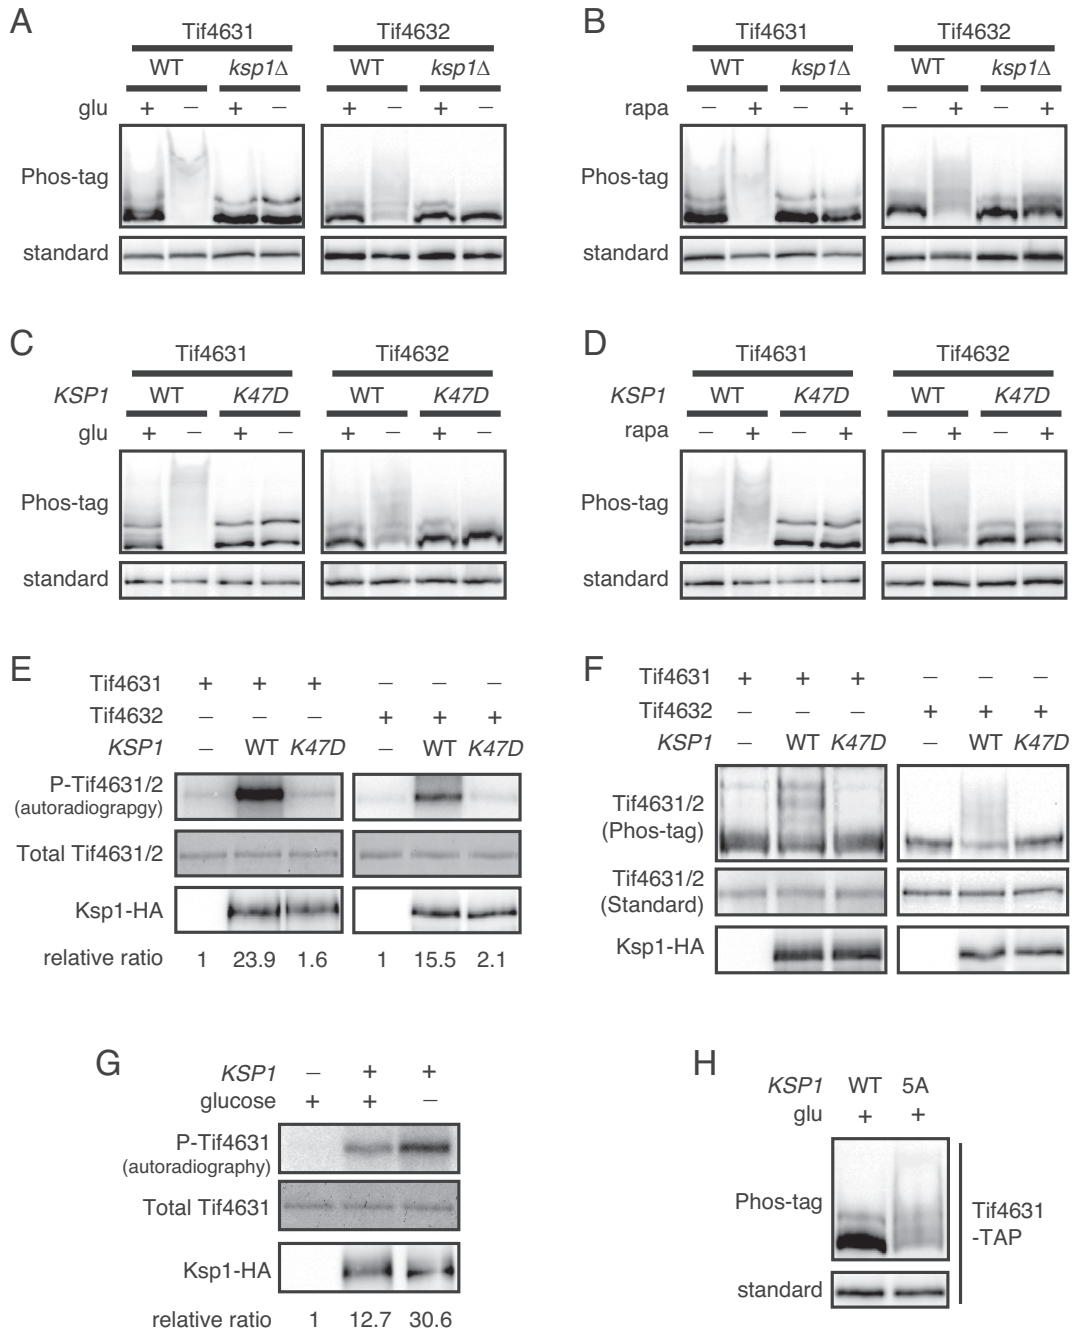 A
Tif4631 Tif4632
WT ksp1Δ WT ksp1Δ
glu + − + − + − + −
Phos-tag
standard
B
Tif4631 Tif4632
WT ksp1Δ WT ksp1Δ
rapa − + − + − + − +
Phos-tag
standard
C
Tif4631 Tif4632
KSP1 WT K47D WT K47D
glu + − + − + − + −
Phos-tag
standard
D
Tif4631 Tif4632
KSP1 WT K47D WT K47D
rapa − + − + − + − +
Phos-tag
standard
E
Tif4631 + + + − − −
Tif4632 − − − + + +
KSP1 − WT K47D − WT K47D
P-Tif4631/2
(autoradiograpgy)
Total Tif4631/2
Ksp1-HA
relative ratio 1 23.9 1.6 1 15.5 2.1
F
Tif4631 + + + − − −
Tif4632 − − − + + +
KSP1 − WT K47D − WT K47D
Tif4631/2
(Phos-tag)
Tif4631/2
(Standard)
Ksp1-HA
G
KSP1 − + +
glucose + + −
P-Tif4631
(autoradiography)
Total Tif4631
Ksp1-HA
relative ratio 1 12.7 30.6
H
KSP1 WT 5A
glu + +
Phos-tag
standard
Tif4631
-TAP